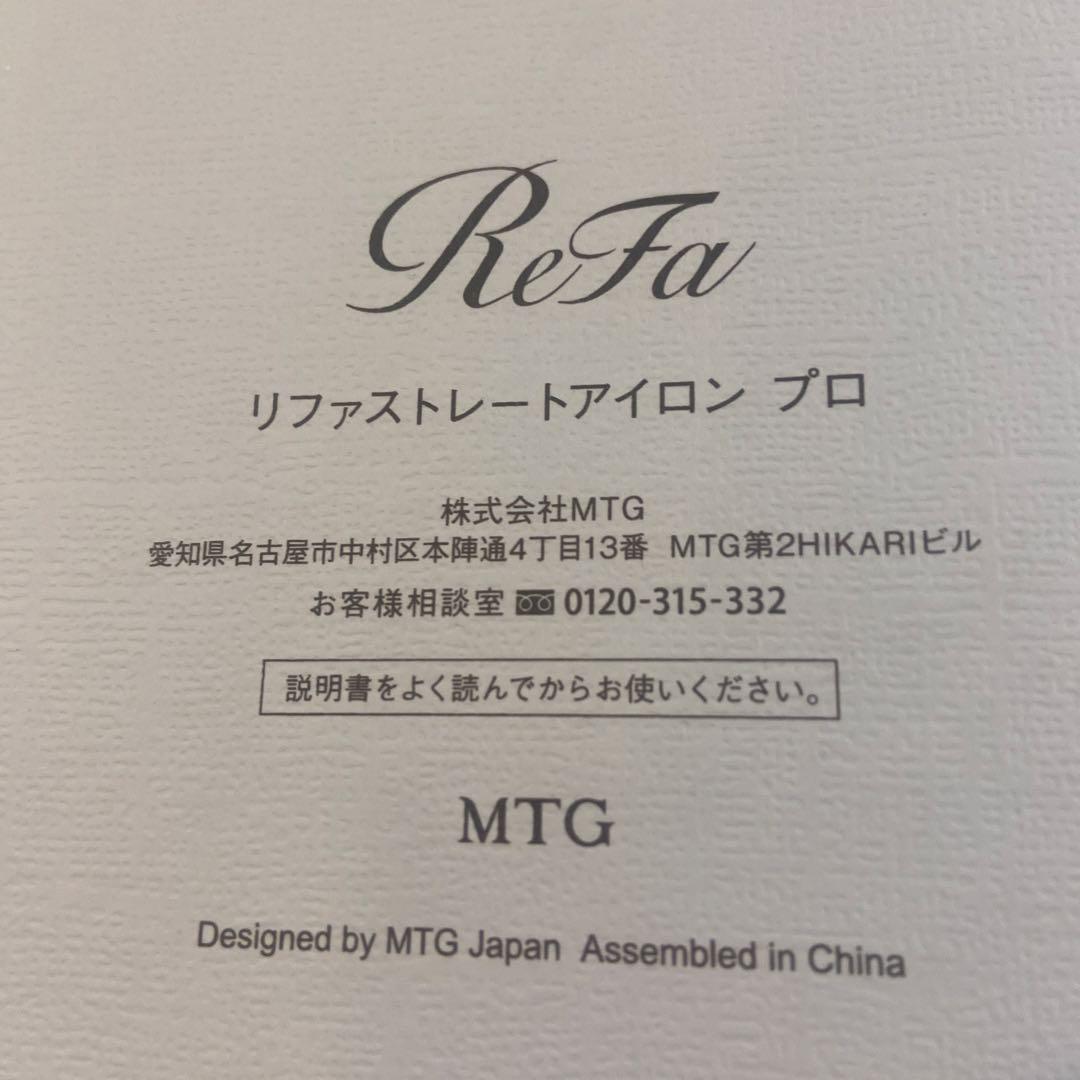 ReFa
リファストレートアイロン プロ
株式会社MTG
愛知県名古屋市中村区本陣通4丁目13番 MTG第2HIKARIビル
お客様相談室 0120-315-332
説明書をよく読んでからお使いください。
MTG
Designed by MTG Japan Assembled in China